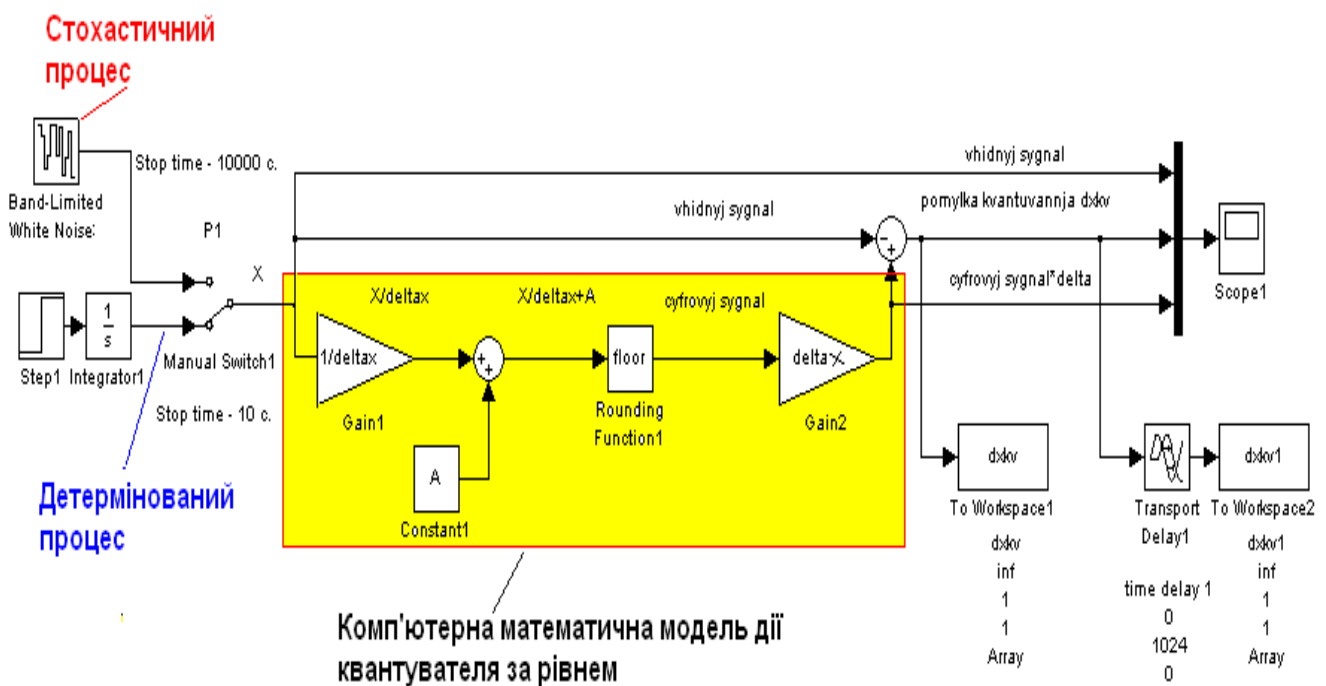 Стохастичний
процес
Stop time - 10000 c.
vhidnyj sygnal
Band-Limited
White Noise:
P1
vhidnyj sygnal
pomylka kvantuvannja dxkv
X
X/deltax
X/deltax+A
cyfrovyj sygnal
cyfrovyj sygnal*delta
Scope1
1
s
Step1
Integrator1
Manual Switch1
1/deltax
floor
Stop time - 10 c.
Gain1
Rounding
Function1
Gain2
A
Constant1
dxkv
dxkv1
Детермінований
процес
To Workspace1
Transport
Delay1
To Workspace2
dxkv
inf
1
1
Array
time delay 1
0
1024
0
dxkv1
inf
1
1
Array
Комп'ютерна математична модель дії
квантувателя за рівнем